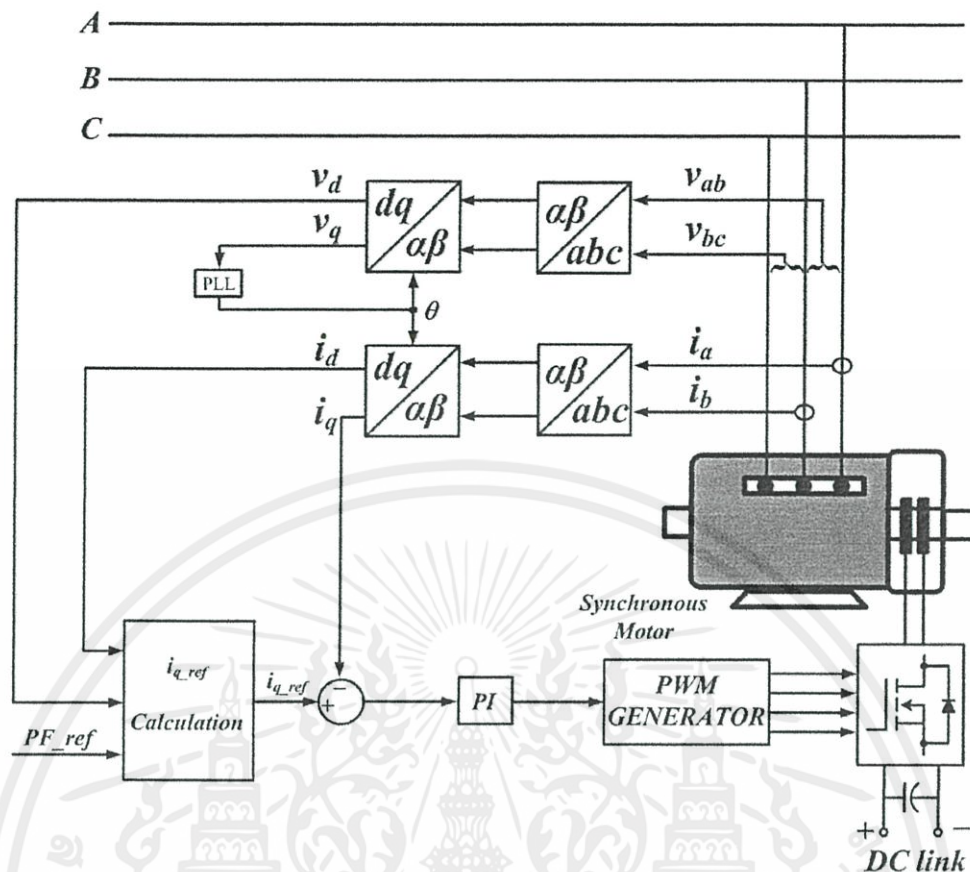 A
B
C
v_d
dq
αβ
αβ
abc
v_ab
v_q
v_bc
PLL
θ
i_d
dq
αβ
αβ
abc
i_a
i_q
i_b
Synchronous
Motor
i_q_ref
Calculation
i_q_ref
+
−
PI
PWM
GENERATOR
PF_ref
+
−
DC link